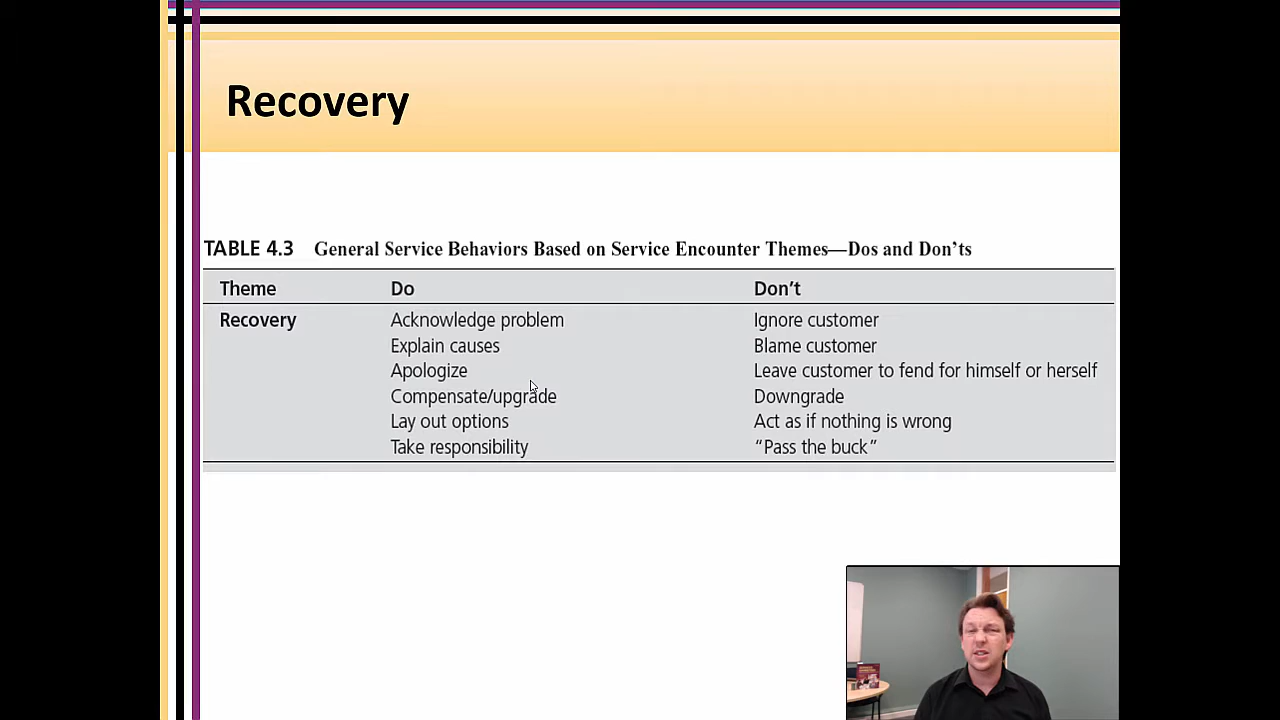 Recovery
TABLE 4.3 General Service Behaviors Based on Service Encounter Themes—Dos and Don’ts
Theme Do Don’t
Recovery Acknowledge problem Ignore customer
Explain causes Blame customer
Apologize Leave customer to fend for himself or herself
Compensate/upgrade Downgrade
Lay out options Act as if nothing is wrong
Take responsibility “Pass the buck”